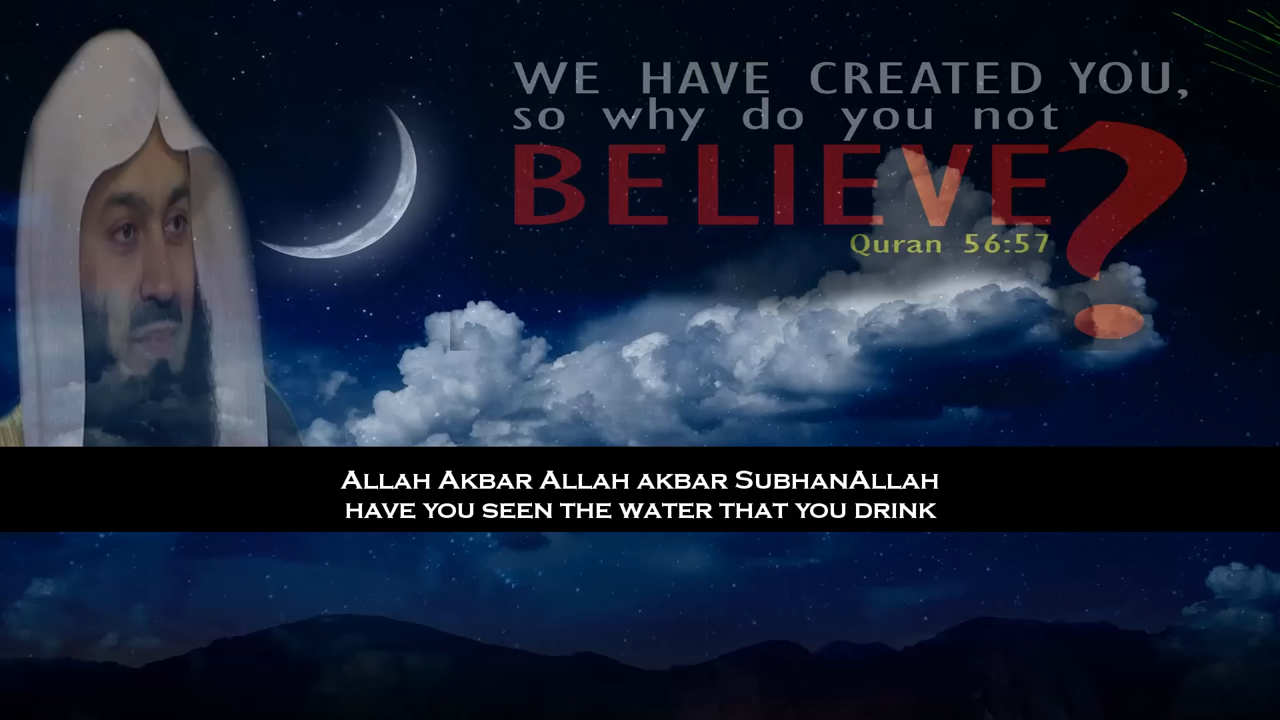 WE HAVE CREATED YOU,
so why do you not
BELIEVE?
Quran 56:57
ALLAH AKBAR ALLAH AKBAR SUBHANALLAH
HAVE YOU SEEN THE WATER THAT YOU DRINK